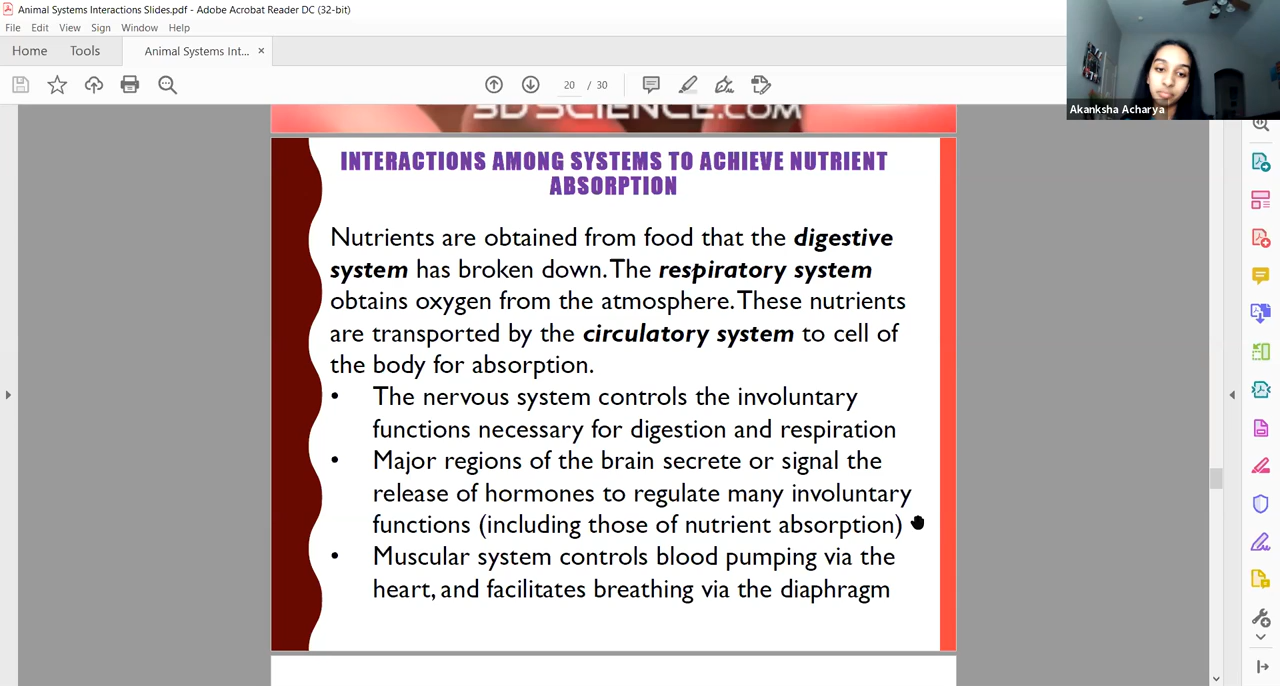 Animal Systems Interactions Slides.pdf - Adobe Acrobat Reader DC (32-bit)
File Edit View Sign Window Help
Home Tools Animal Systems Int... ×
20 / 30
Akanksha Acharya
3DSCIENCE.COM
INTERACTIONS AMONG SYSTEMS TO ACHIEVE NUTRIENT
ABSORPTION
Nutrients are obtained from food that the digestive
system has broken down. The respiratory system
obtains oxygen from the atmosphere. These nutrients
are transported by the circulatory system to cell of
the body for absorption.
• The nervous system controls the involuntary
functions necessary for digestion and respiration
• Major regions of the brain secrete or signal the
release of hormones to regulate many involuntary
functions (including those of nutrient absorption)
• Muscular system controls blood pumping via the
heart, and facilitates breathing via the diaphragm